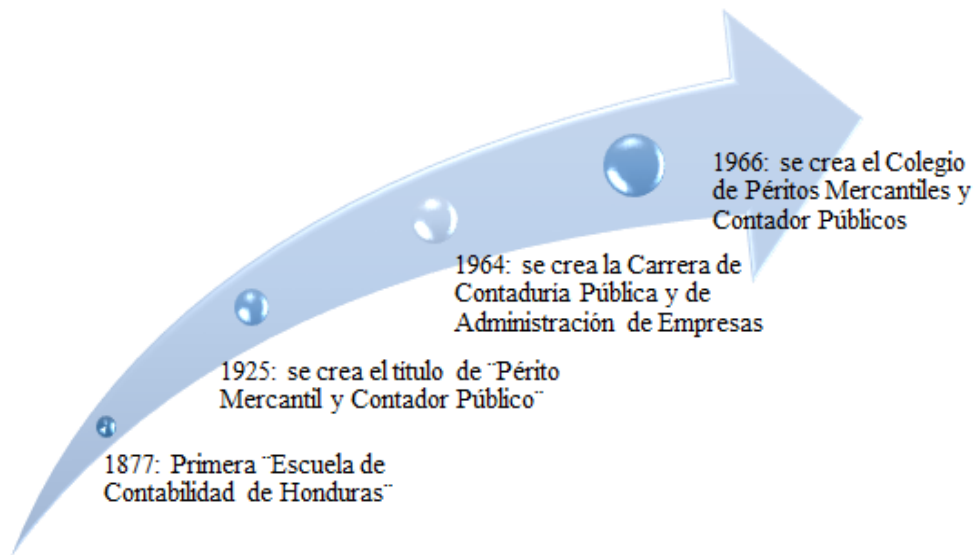 1966: se crea el Colegio
de Péritos Mercantiles y
Contador Públicos
1964: se crea la Carrera de
Contaduría Pública y de
Administración de Empresas
1925: se crea el título de ¨Périto
Mercantil y Contador Público¨
1877: Primera ¨Escuela de
Contabilidad de Honduras¨